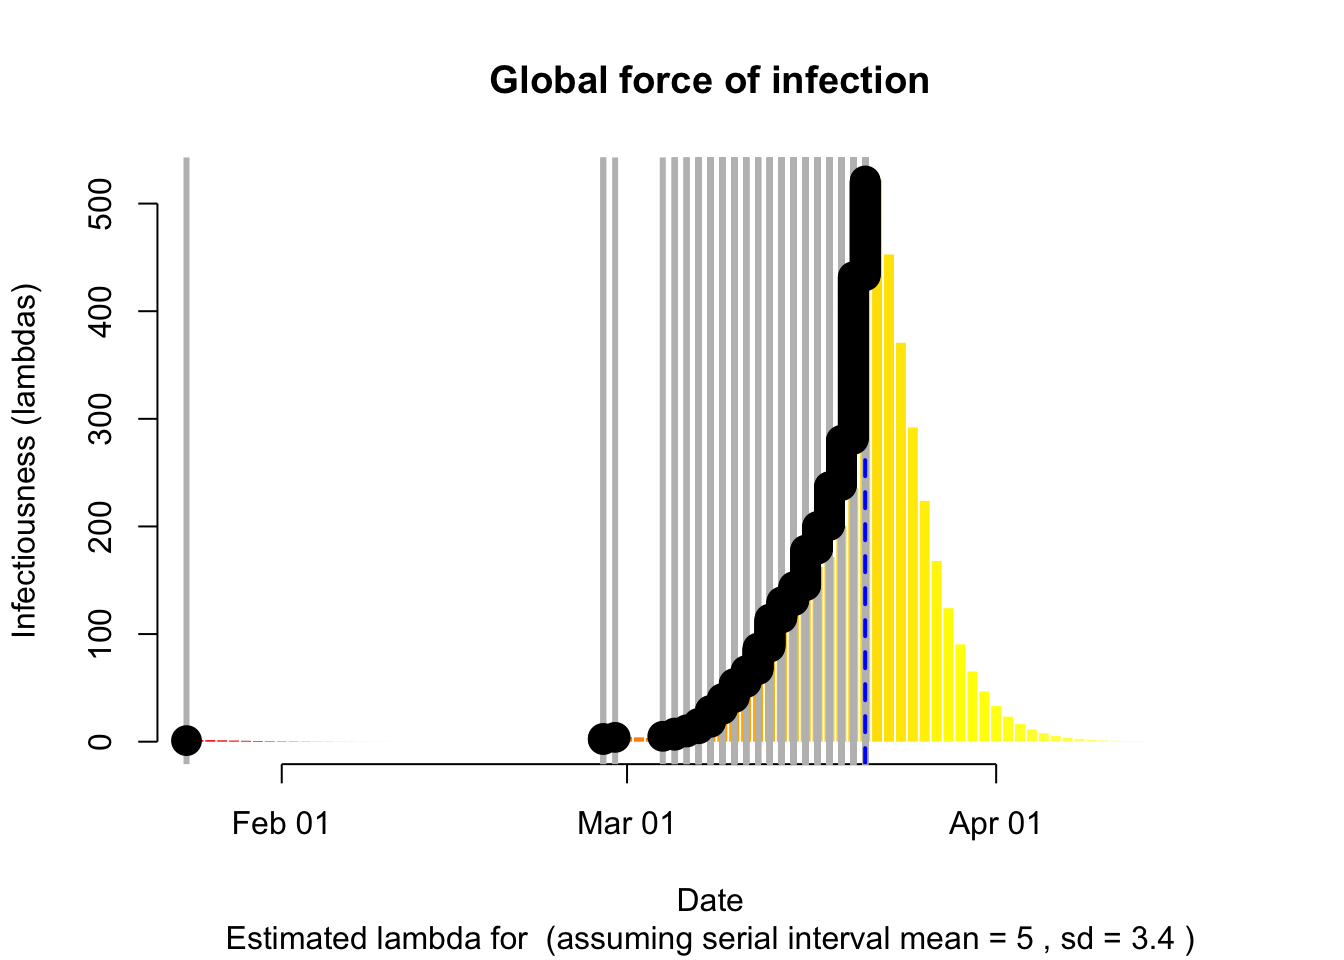 Global force of infection
Infectiousness (lambdas)
500
400
300
200
100
0
Feb 01 Mar 01 Apr 01
Date
Estimated lambda for  (assuming serial interval mean = 5 , sd = 3.4 )